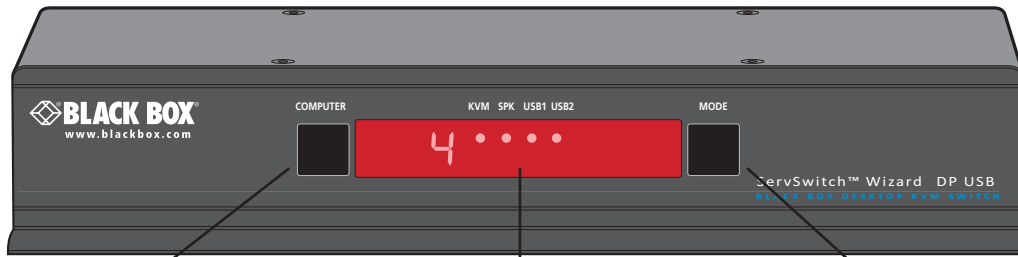 BLACK BOX®
www.blackbox.com
COMPUTER
KVM SPK USB1 USB2
MODE
4
ServSwitch™ Wizard DP USB
BLACK BOX DESKTOP KVM SWITCH